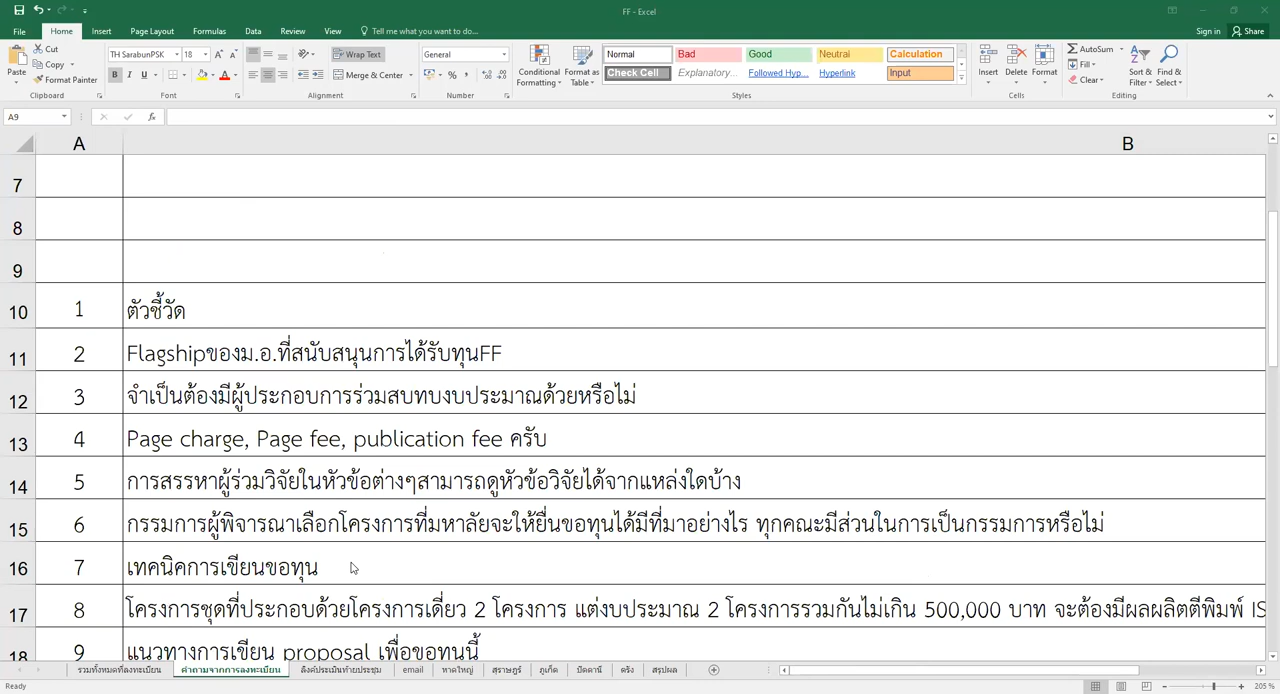 FF - Excel
File Home Insert Page Layout Formulas Data Review View Tell me what you want to do... Sign in Share
Cut
Copy
Format Painter
Paste
Clipboard
TH SarabunPSK 18
B I U
Font
Wrap Text
Merge & Center
Alignment
General
Number
Conditional Formatting
Format as Table
Normal Bad Good Neutral Calculation
Check Cell Explanary... Followed Hyp... Hyperlink Input
Styles
Insert Delete Format
Cells
AutoSum
Fill
Clear
Sort & Filter
Find & Select
Editing
A9
A B
7
8
9
10 1 ตัวชี้วัด
11 2 Flagshipของม.อ.ที่สนับสนุนการได้รับทุนFF
12 3 จำเป็นต้องมีผู้ประกอบการร่วมสบทบงบประมาณด้วยหรือไม่
13 4 Page charge, Page fee, publication fee ครับ
14 5 การสรรหาผู้ร่วมวิจัยในหัวข้อต่างๆสามารถดูหัวข้อวิจัยได้จากแหล่งใดบ้าง
15 6 กรรมการผู้พิจารณาเลือกโครงการที่มหาลัยจะให้ยื่นขอทุนได้มีที่มาอย่างไร ทุกคณะมีส่วนในการเป็นกรรมการหรือไม่
16 7 เทคนิคการเขียนขอทุน
17 8 โครงการชุดที่ประกอบด้วยโครงการเดี่ยว 2 โครงการ แต่งบประมาณ 2 โครงการรวมกันไม่เกิน 500,000 บาท จะต้องมีผลผลิตตีพิมพ์ IS
18 9 แนวทางการเขียน proposal เพื่อขอทุนนี้
รวมทั้งหมดที่ลงทะเบียน คำถามจากการลงทะเบียน ลิงค์ประเมินท้ายประชุม email หาดใหญ่ สุราษฎร์ ภูเก็ต ปัตตานี ตรัง สรุปผล
Ready 205 %